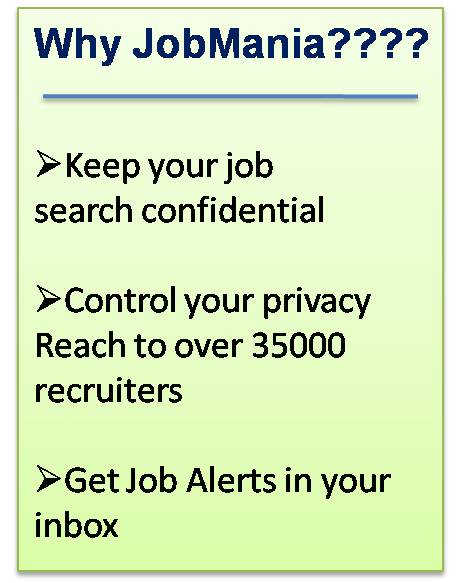 Why JobMania????
➢Keep your job
search confidential
➢Control your privacy
Reach to over 35000
recruiters
➢Get Job Alerts in your
inbox